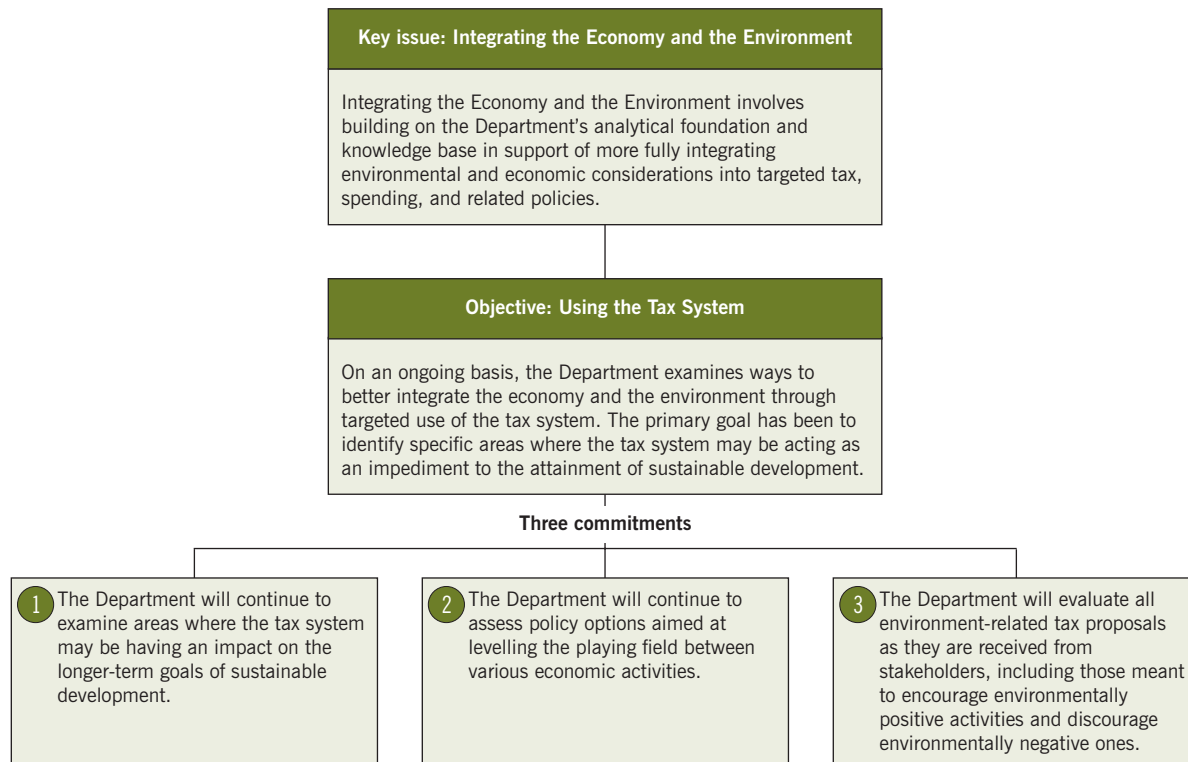 Key issue: Integrating the Economy and the Environment
Integrating the Economy and the Environment involves
building on the Department’s analytical foundation and
knowledge base in support of more fully integrating
environmental and economic considerations into targeted tax,
spending, and related policies.
Objective: Using the Tax System
On an ongoing basis, the Department examines ways to
better integrate the economy and the environment through
targeted use of the tax system. The primary goal has been to
identify specific areas where the tax system may be acting as
an impediment to the attainment of sustainable development.
Three commitments
1 The Department will continue to
examine areas where the tax system
may be having an impact on the
longer-term goals of sustainable
development.
2 The Department will continue to
assess policy options aimed at
levelling the playing field between
various economic activities.
3 The Department will evaluate all
environment-related tax proposals
as they are received from
stakeholders, including those meant
to encourage environmentally
positive activities and discourage
environmentally negative ones.